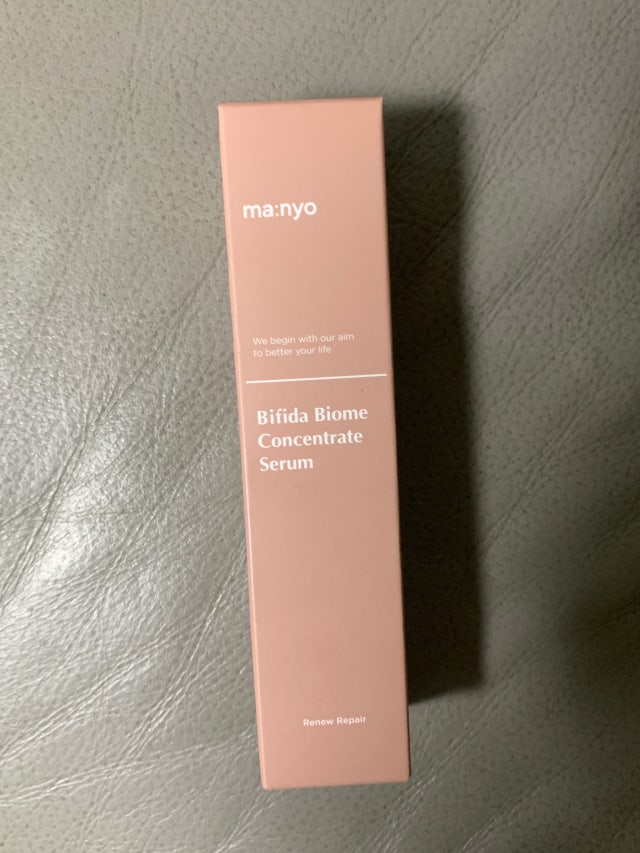 ma:nyo
We begin with our aim
to better your life
Bifida Biome
Concentrate
Serum
Renew Repair